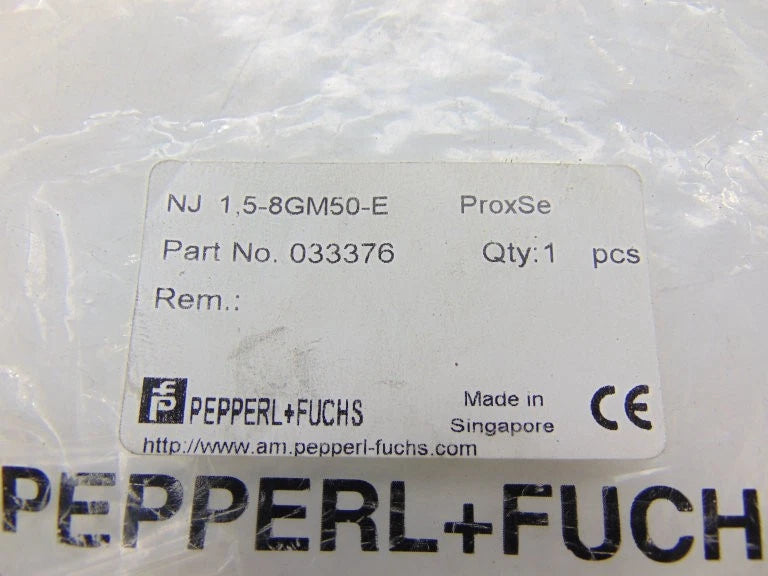 NJ 1,5-8GM50-E ProxSe
Part No. 033376 Qty:1 pcs
Rem.:
PEPPERL+FUCHS
Made in
Singapore
CE
http://www.am.pepperl-fuchs.com
PEPPERL+FUCH